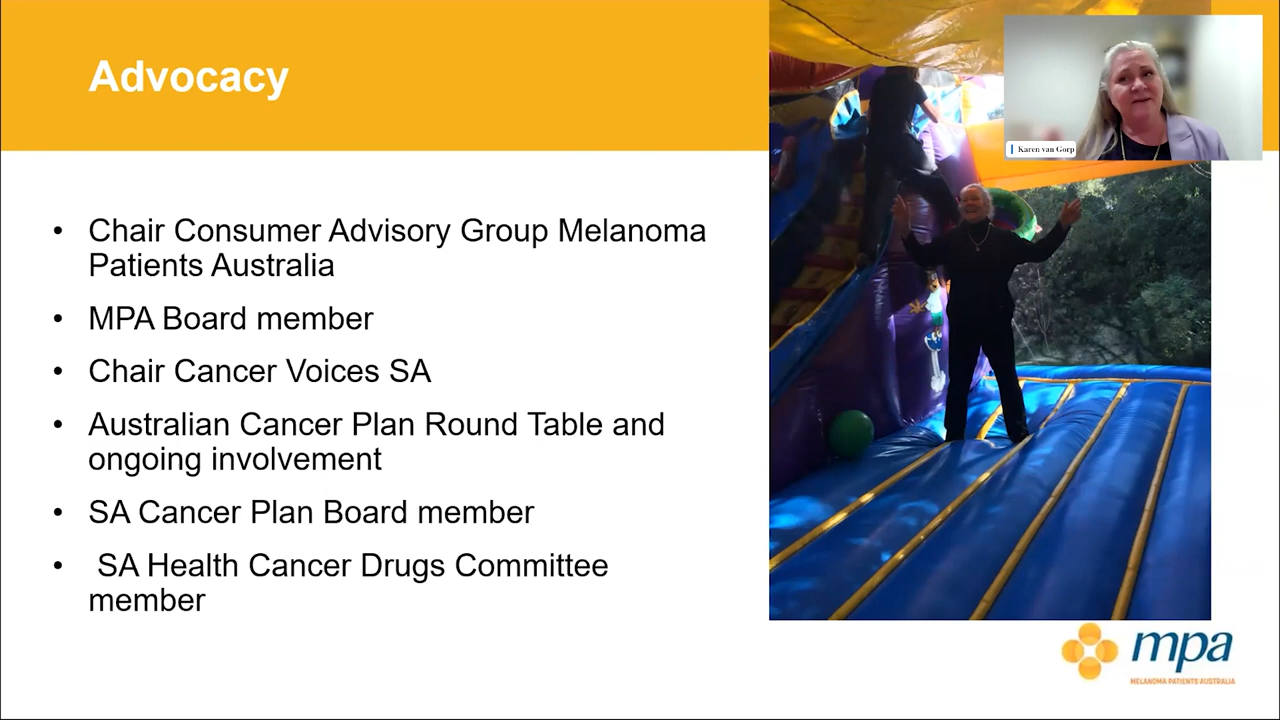 Advocacy
Karen van Gorp
• Chair Consumer Advisory Group Melanoma
Patients Australia
• MPA Board member
• Chair Cancer Voices SA
• Australian Cancer Plan Round Table and
ongoing involvement
• SA Cancer Plan Board member
• SA Health Cancer Drugs Committee
member
mpa
MELANOMA PATIENTS AUSTRALIA